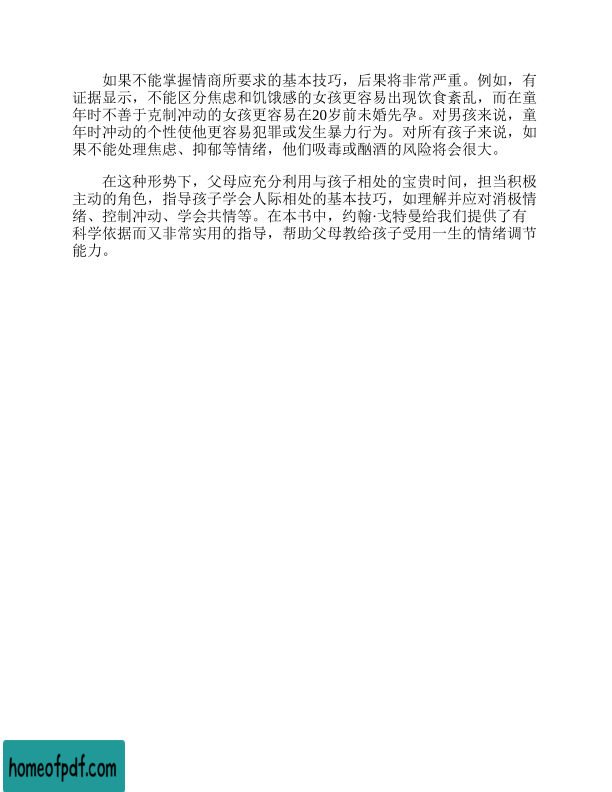 如果不能掌握情商所要求的基本技巧，后果将非常严重。例如，有
证据显示，不能区分焦虑和饥饿感的女孩更容易出现饮食紊乱，而在童
年时不善于克制冲动的女孩更容易在20岁前未婚先孕。对男孩来说，童
年时冲动的个性使他更容易犯罪或发生暴力行为。对所有孩子来说，如
果不能处理焦虑、抑郁等情绪，他们吸毒或酗酒的风险将会很大。
在这种形势下，父母应充分利用与孩子相处的宝贵时间，担当积极
主动的角色，指导孩子学会人际相处的基本技巧，如理解并应对消极情
绪、控制冲动、学会共情等。在本书中，约翰·戈特曼给我们提供了有
科学依据而又非常实用的指导，帮助父母教给孩子受用一生的情绪调节
能力。
homeofpdf.com